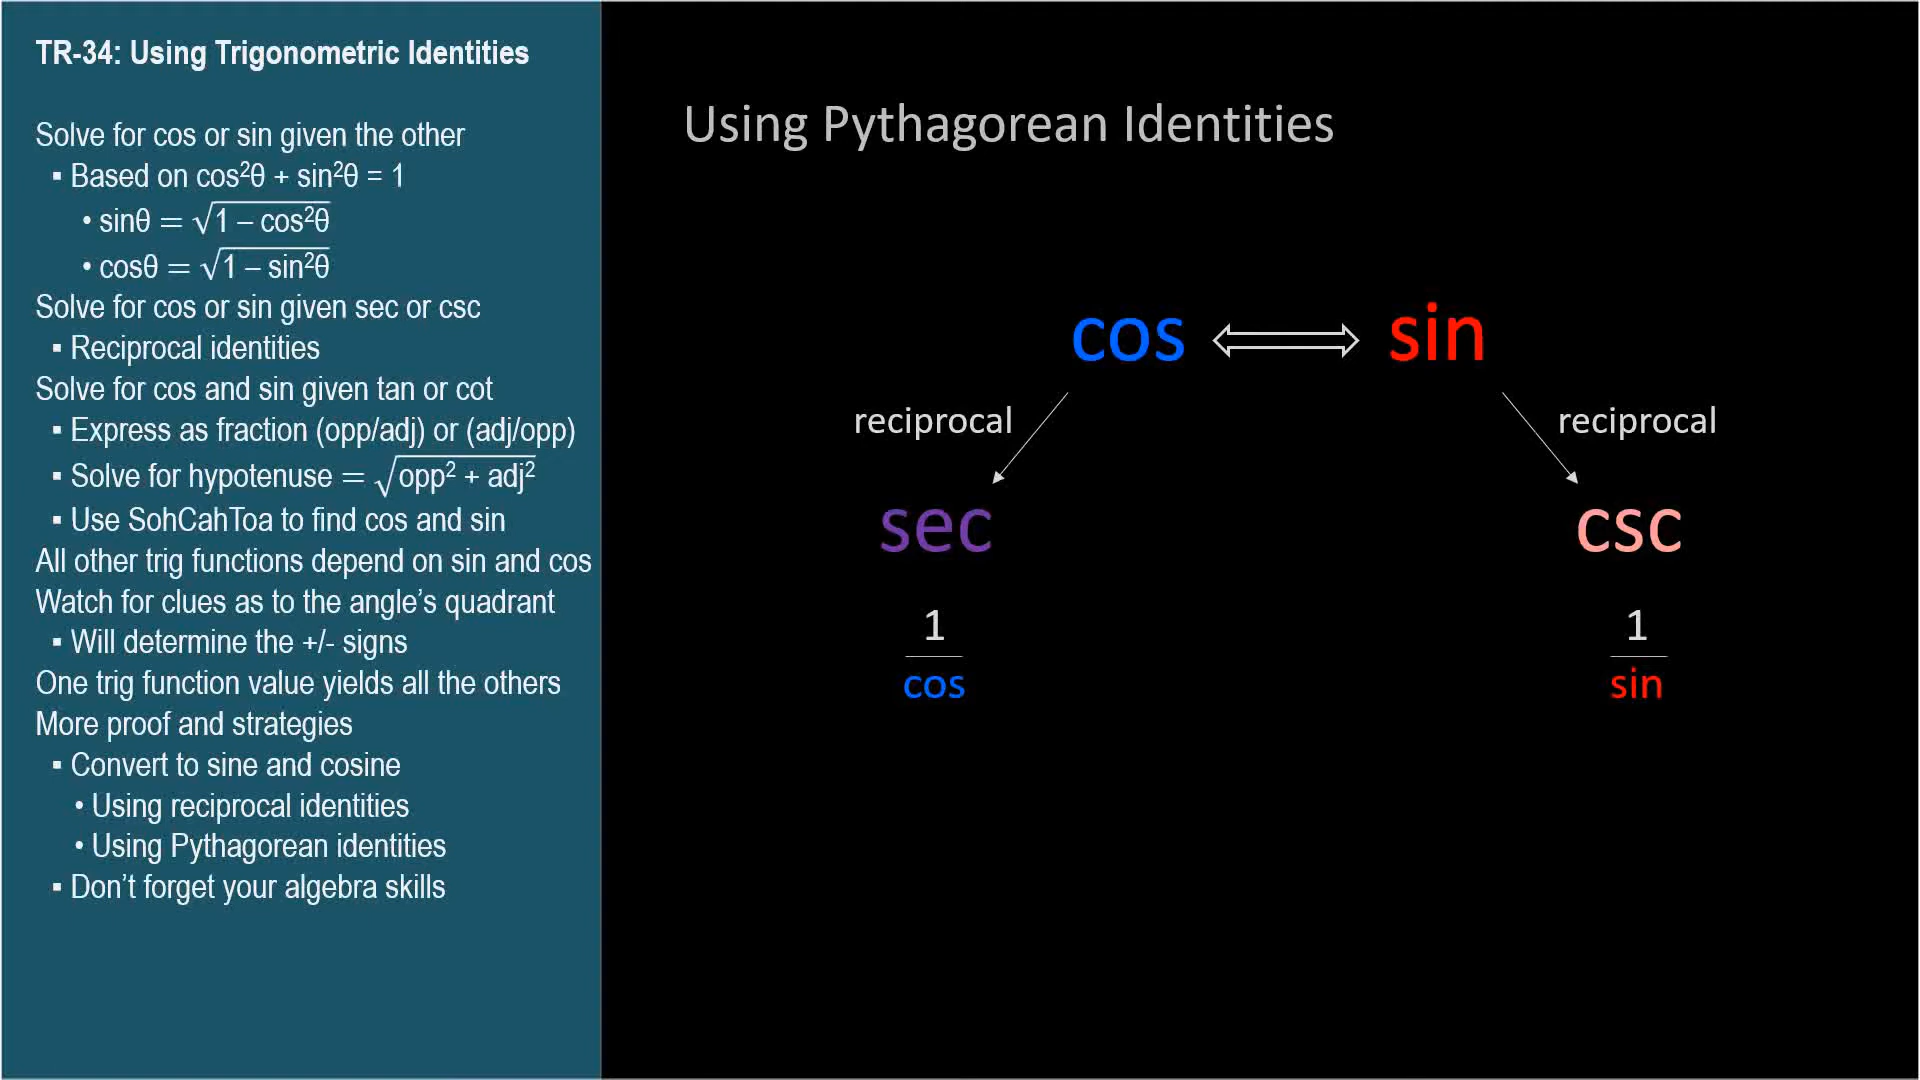 TR-34: Using Trigonometric Identities
Solve for cos or sin given the other
▪ Based on cos²θ + sin²θ = 1
• sinθ = √(1 – cos²θ)
• cosθ = √(1 – sin²θ)
Solve for cos or sin given sec or csc
▪ Reciprocal identities
Solve for cos and sin given tan or cot
▪ Express as fraction (opp/adj) or (adj/opp)
▪ Solve for hypotenuse = √(opp² + adj²)
▪ Use SohCahToa to find cos and sin
All other trig functions depend on sin and cos
Watch for clues as to the angle’s quadrant
▪ Will determine the +/- signs
One trig function value yields all the others
More proof and strategies
▪ Convert to sine and cosine
• Using reciprocal identities
• Using Pythagorean identities
▪ Don’t forget your algebra skills
Using Pythagorean Identities
cos ⇔ sin
reciprocal reciprocal
sec csc
1 1
cos sin